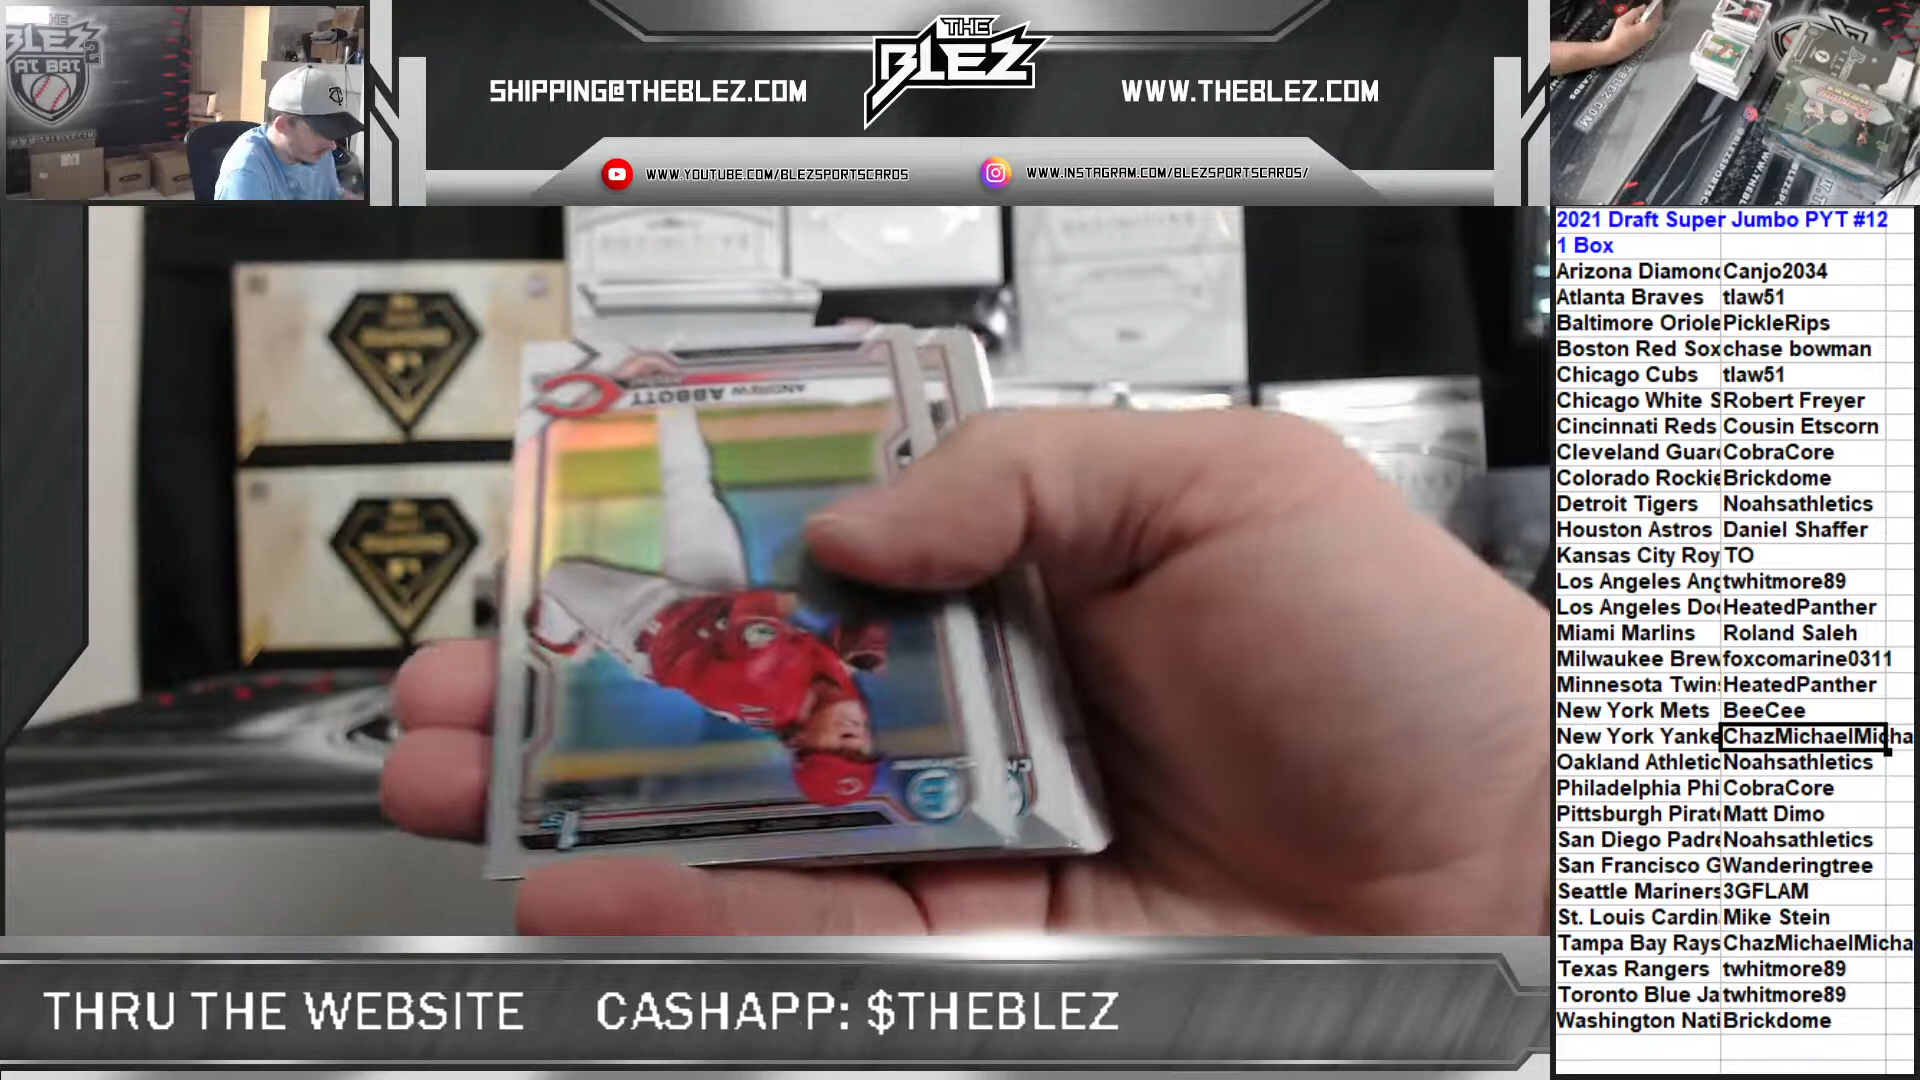 THE
BLEZ
AT BAT
SHIPPING@THEBLEZ.COM
THE
BLEZ
WWW.THEBLEZ.COM
WWW.YOUTUBE.COM/BLEZSPORTSCARDS
WWW.INSTAGRAM.COM/BLEZSPORTSCARDS/
ANDREW ABBOTT
2021 Draft Super Jumbo PYT #12
1 Box
Arizona Diamond Canjo2034
Atlanta Braves tlaw51
Baltimore Oriole PickleRips
Boston Red Sox chase bowman
Chicago Cubs tlaw51
Chicago White S Robert Freyer
Cincinnati Reds Cousin Etscorn
Cleveland Guar CobraCore
Colorado Rockie Brickdome
Detroit Tigers Noahsathletics
Houston Astros Daniel Shaffer
Kansas City Roy TO
Los Angeles Ang twhitmore89
Los Angeles Do HeatedPanther
Miami Marlins Roland Saleh
Milwaukee Brew foxcomarine0311
Minnesota Twins HeatedPanther
New York Mets BeeCee
New York Yanke ChazMichaelMicha
Oakland Athletic Noahsathletics
Philadelphia Phi CobraCore
Pittsburgh Pirate Matt Dimo
San Diego Padre Noahsathletics
San Francisco G Wanderingtree
Seattle Mariners 3GFLAM
St. Louis Cardin Mike Stein
Tampa Bay Rays ChazMichaelMicha
Texas Rangers twhitmore89
Toronto Blue Ja twhitmore89
Washington Nati Brickdome
THRU THE WEBSITE CASHAPP: $THEBLEZ